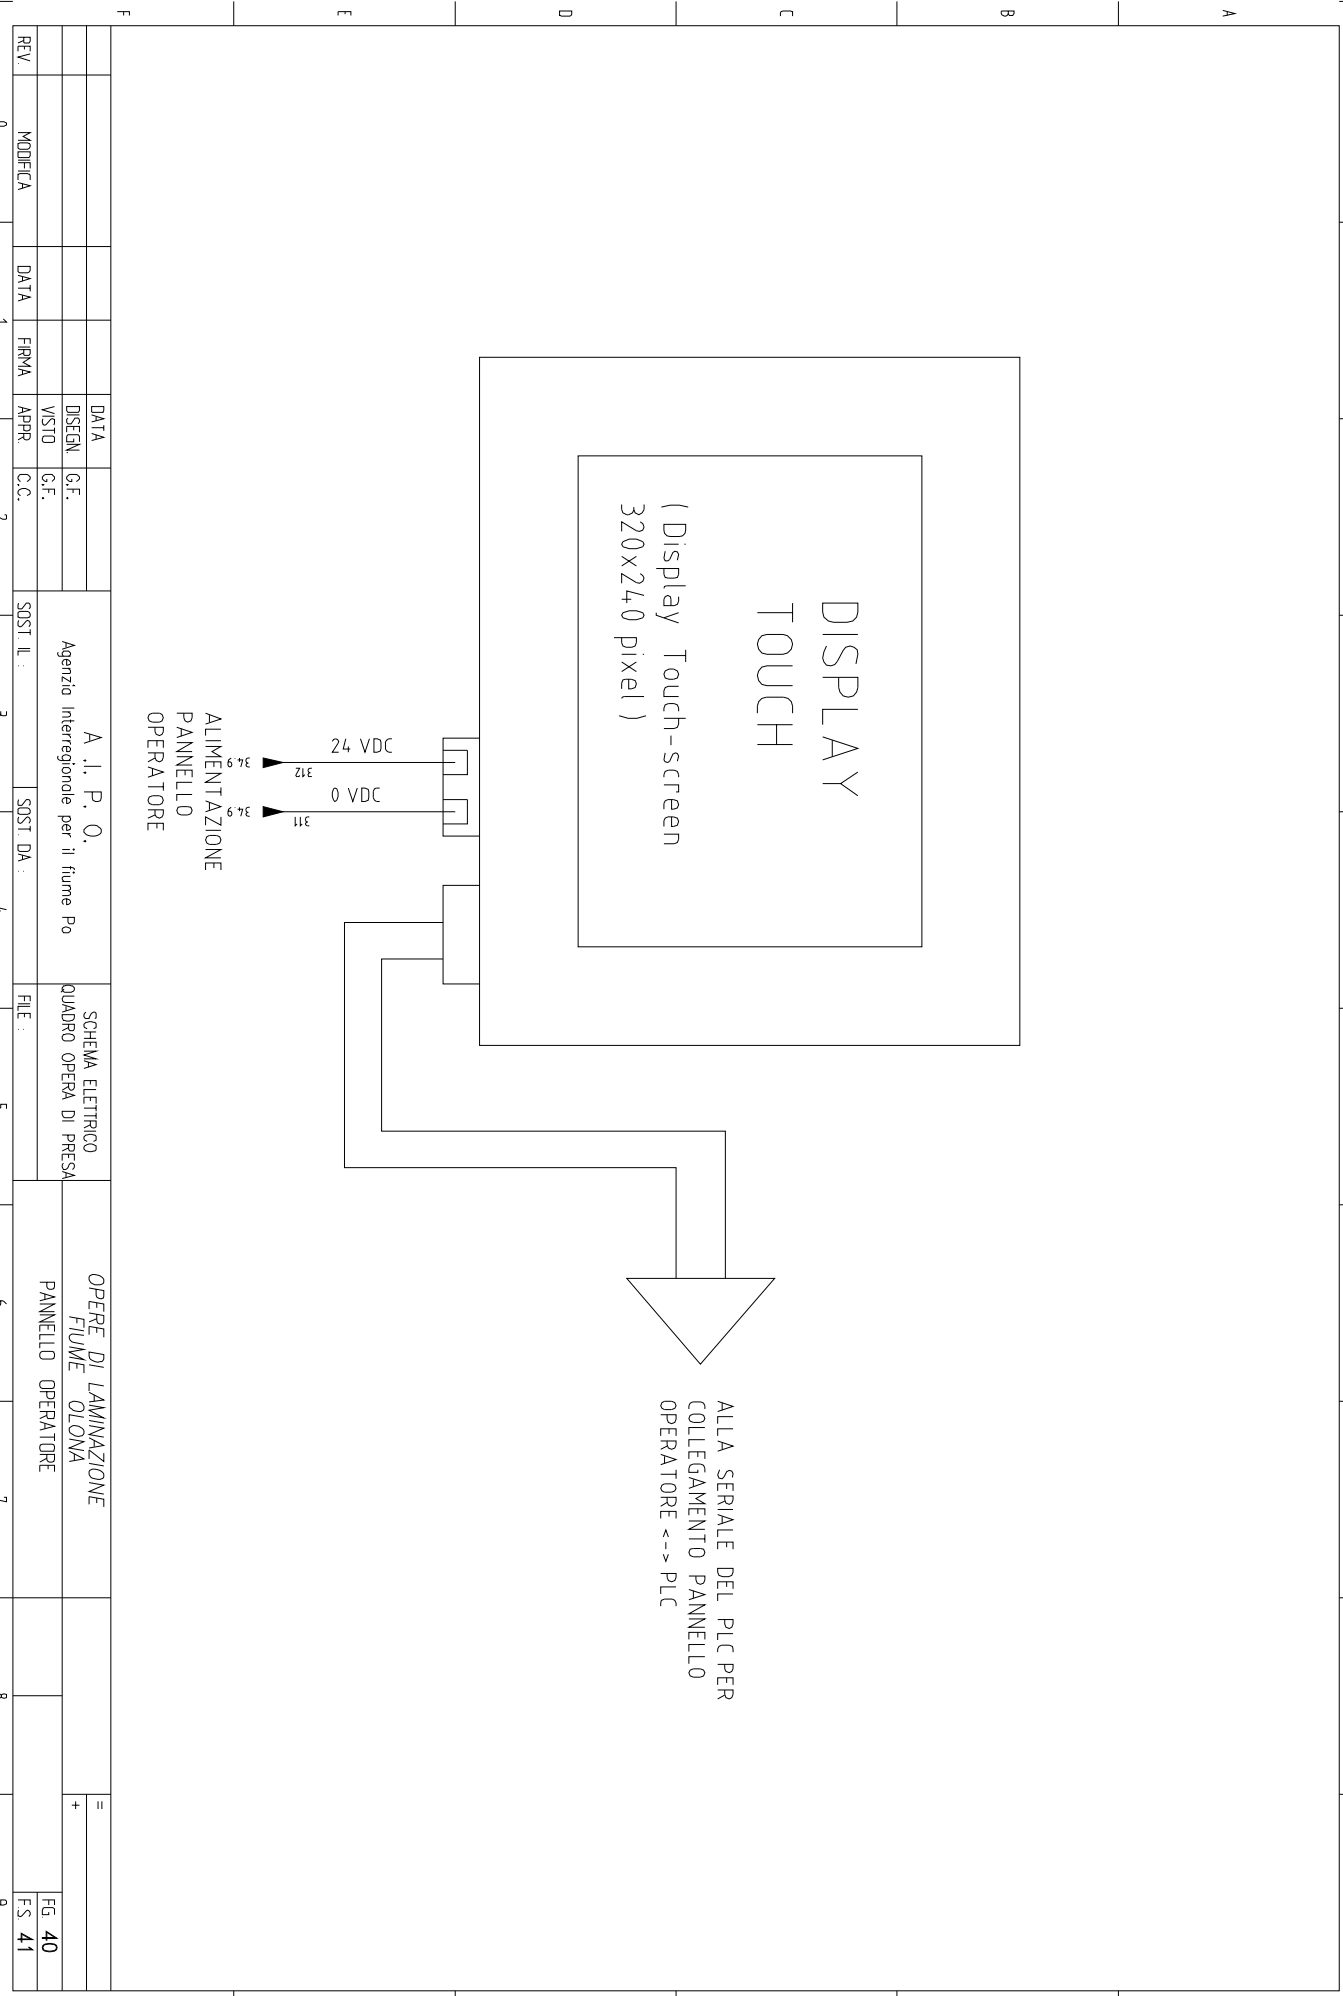 A
B
C
D
E
F
DISPLAY
TOUCH
( Display Touch-screen
320x240 pixel )
24 VDC
312
34.9
0 VDC
311
34.9
ALIMENTAZIONE
PANNELLO
OPERATORE
ALLA SERIALE DEL PLC PER
COLLEGAMENTO PANNELLO
OPERATORE <-> PLC
DATA
DISEGN. G.F.
VISTO G.F.
REV. MODIFICA DATA FIRMA APPR. C.C.
A .I. P. O.
Agenzia Interregionale per il fiume Po
SOST. IL : SOST. DA :
SCHEMA ELETTRICO
QUADRO OPERA DI PRESA
FILE :
OPERE DI LAMINAZIONE
FIUME OLONA
PANNELLO OPERATORE
=
+
FG. 40
F.S. 41